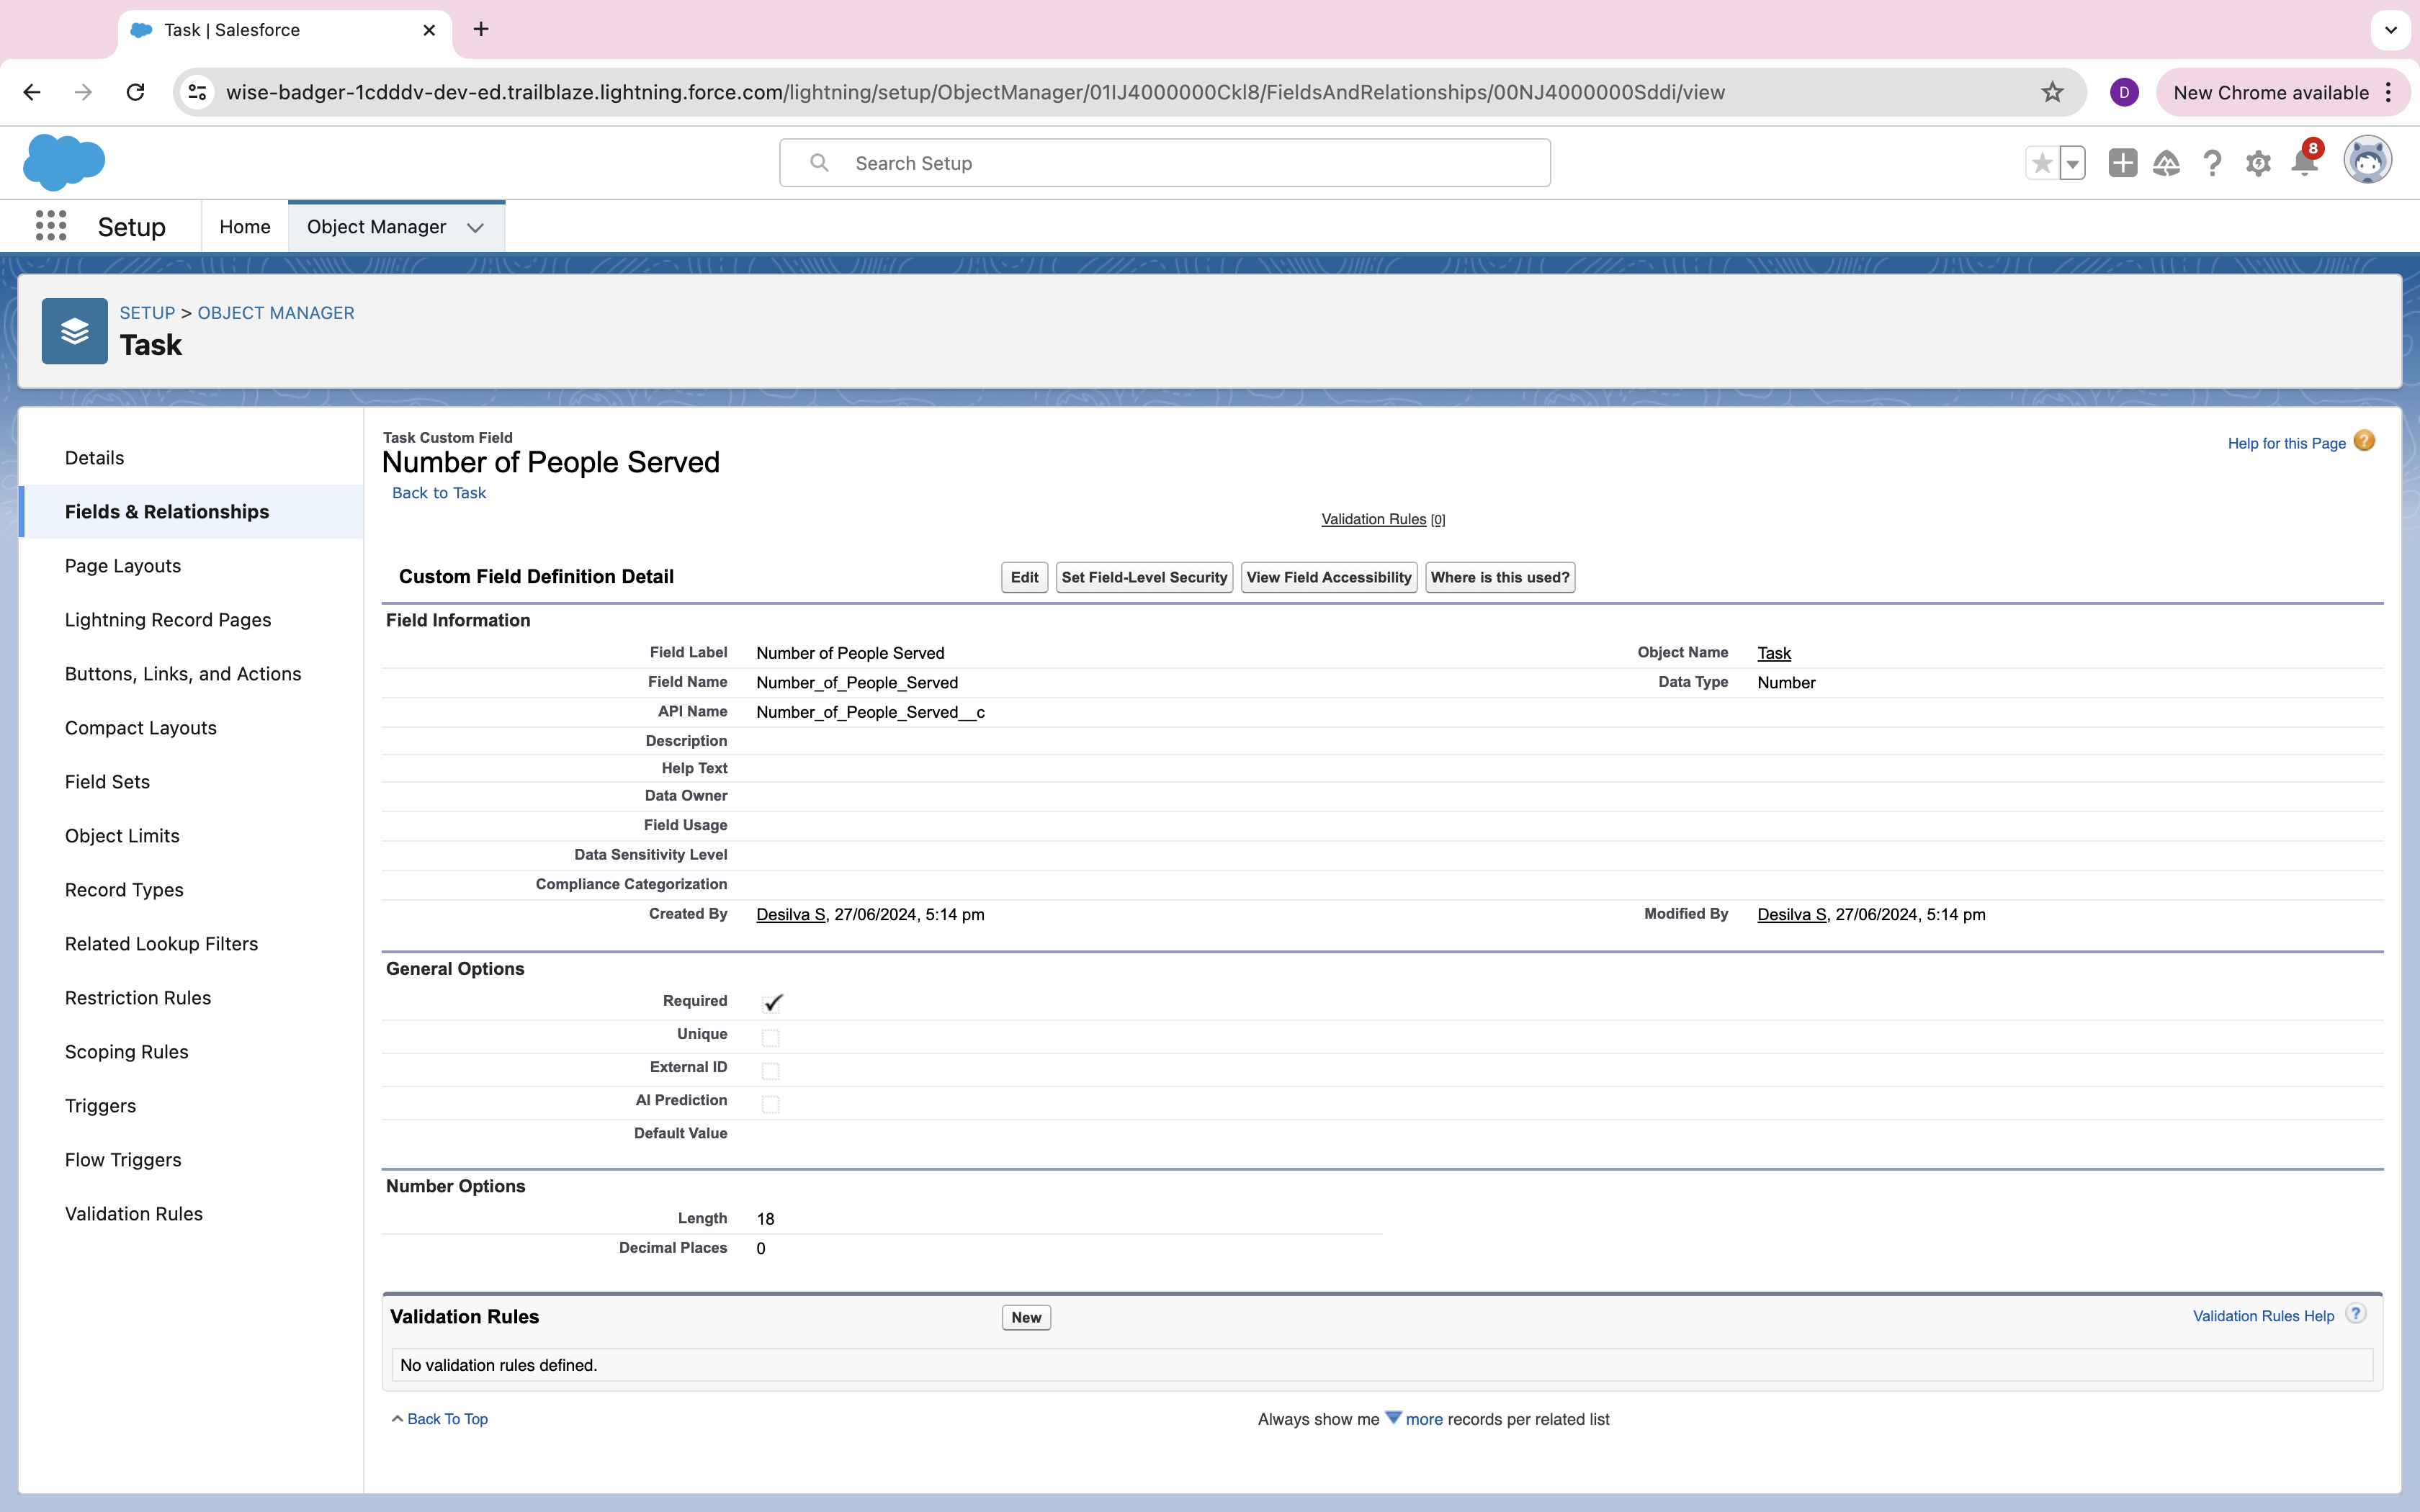 Task | Salesforce
wise-badger-1cdddv-dev-ed.trailblaze.lightning.force.com/lightning/setup/ObjectManager/01IJ4000000Ckl8/FieldsAndRelationships/00NJ4000000Sddi/view
D
New Chrome available
Search Setup
8
Setup
Home
Object Manager
SETUP > OBJECT MANAGER
Task
Details
Fields & Relationships
Page Layouts
Lightning Record Pages
Buttons, Links, and Actions
Compact Layouts
Field Sets
Object Limits
Record Types
Related Lookup Filters
Restriction Rules
Scoping Rules
Triggers
Flow Triggers
Validation Rules
Task Custom Field
Number of People Served
Back to Task
Help for this Page ?
Validation Rules [0]
Custom Field Definition Detail
Edit
Set Field-Level Security
View Field Accessibility
Where is this used?
Field Information
Field Label Number of People Served Object Name Task
Field Name Number_of_People_Served Data Type Number
API Name Number_of_People_Served__c
Description
Help Text
Data Owner
Field Usage
Data Sensitivity Level
Compliance Categorization
Created By Desilva S, 27/06/2024, 5:14 pm Modified By Desilva S, 27/06/2024, 5:14 pm
General Options
Required
Unique
External ID
AI Prediction
Default Value
Number Options
Length 18
Decimal Places 0
Validation Rules
New
Validation Rules Help ?
No validation rules defined.
Back To Top
Always show me more records per related list